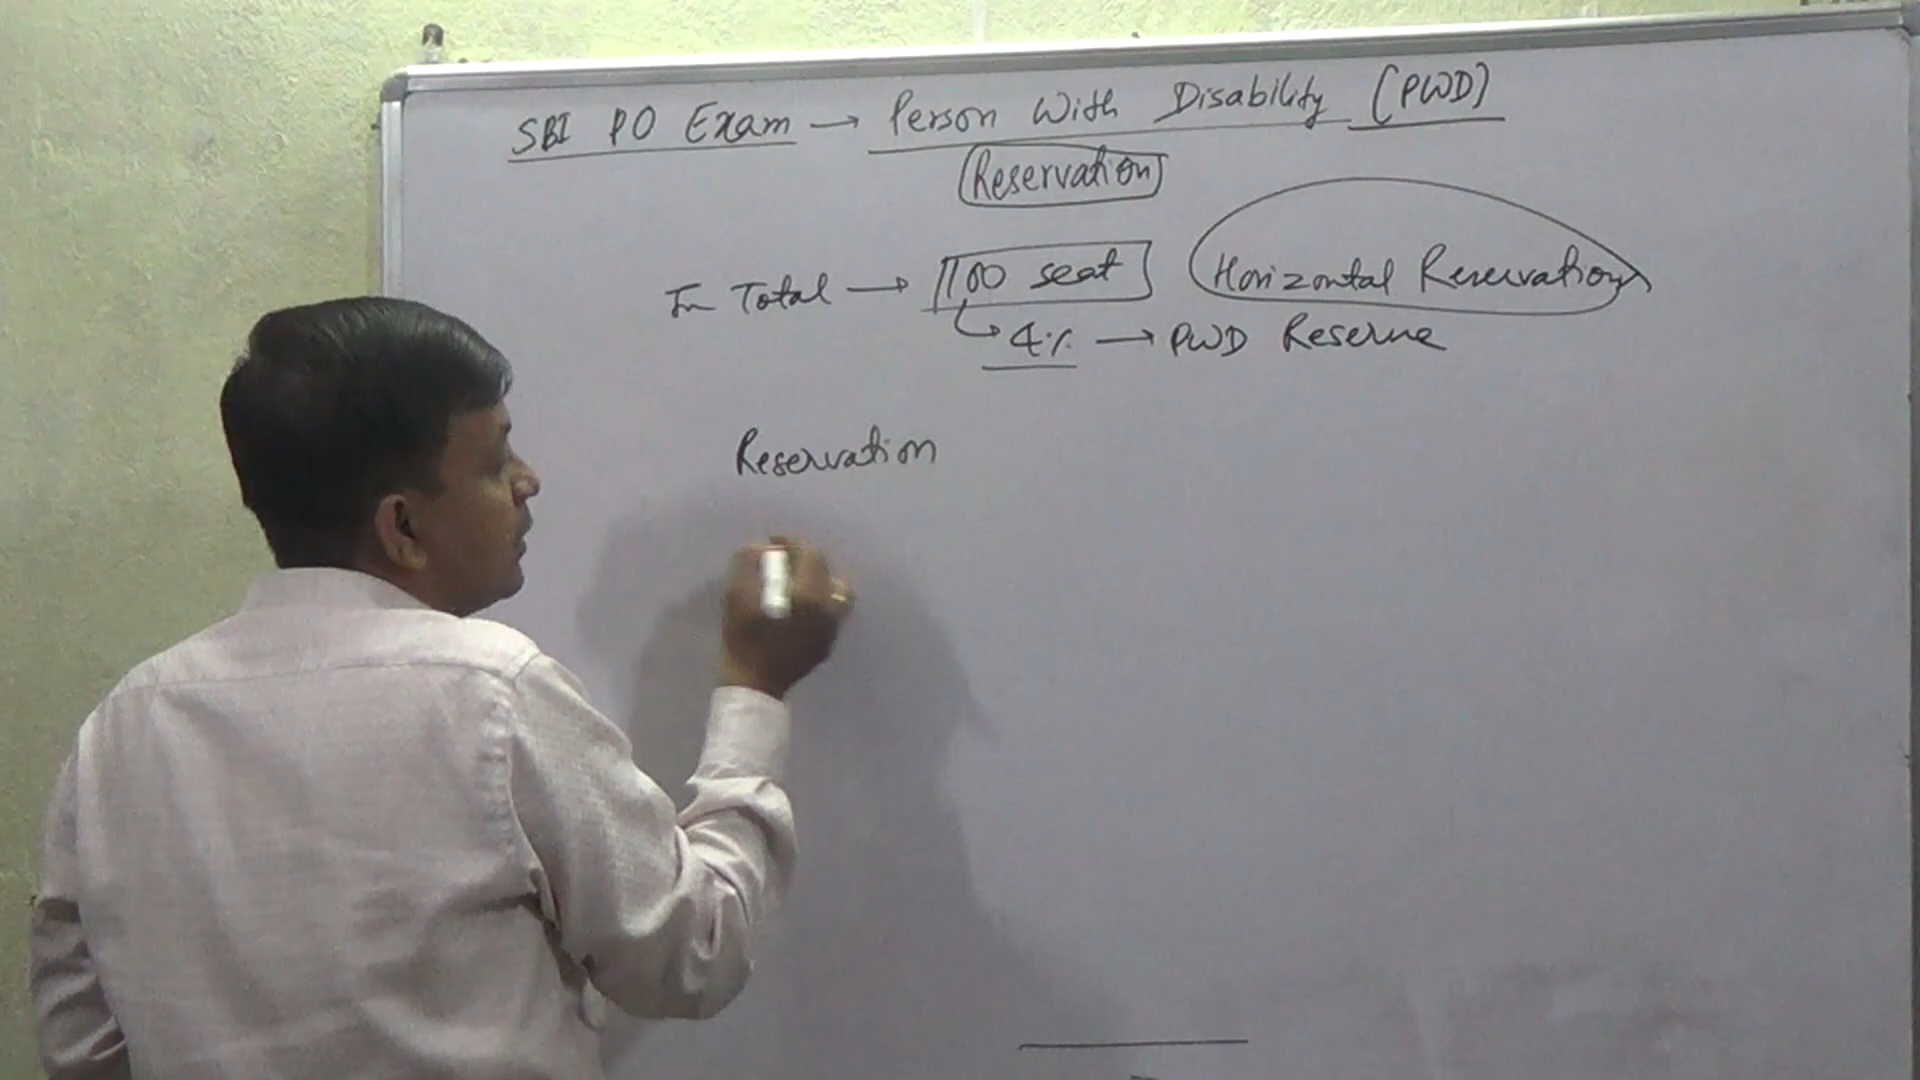 SBI PO Exam → Person With Disability (PWD)
Reservation
In Total → 100 seat Horizontal Reservation
4% → PWD Reserve
Reservation